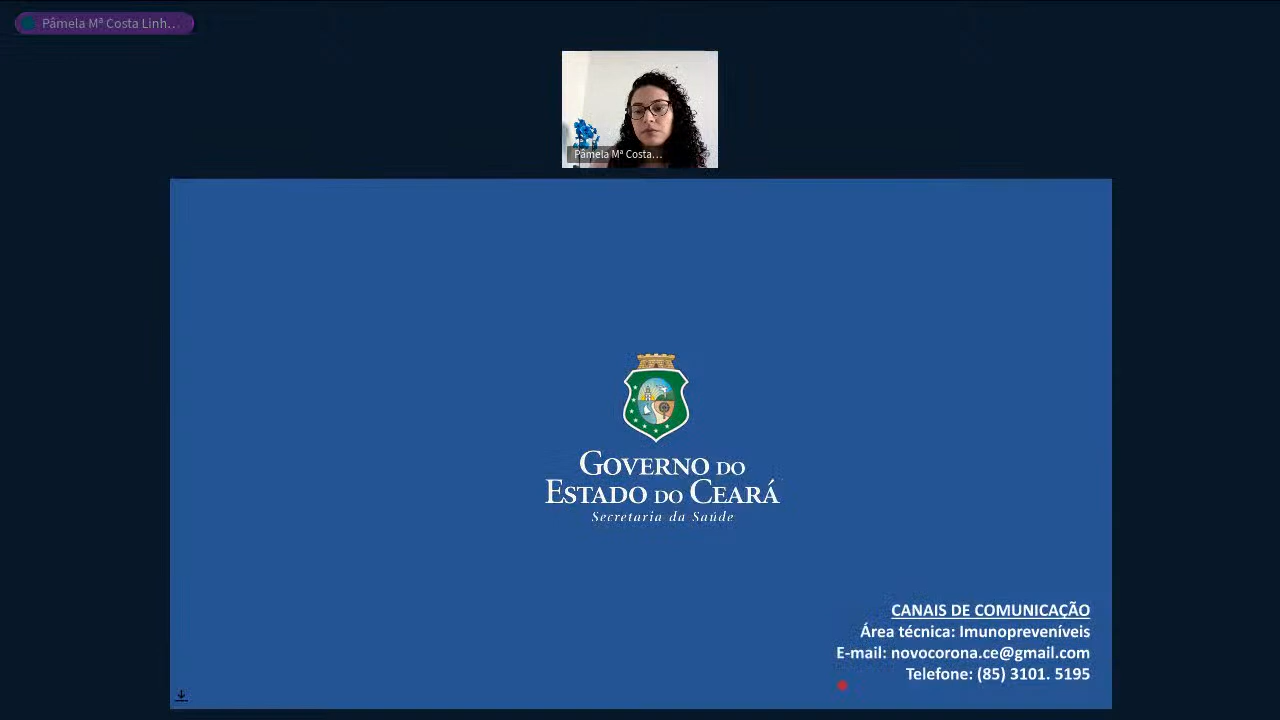 Pâmela Mª Costa Linh...
Pâmela Mª Costa...
GOVERNO DO
ESTADO DO CEARÁ
Secretaria da Saúde
CANAIS DE COMUNICAÇÃO
Área técnica: Imunopreveníveis
E-mail: novocorona.ce@gmail.com
Telefone: (85) 3101. 5195